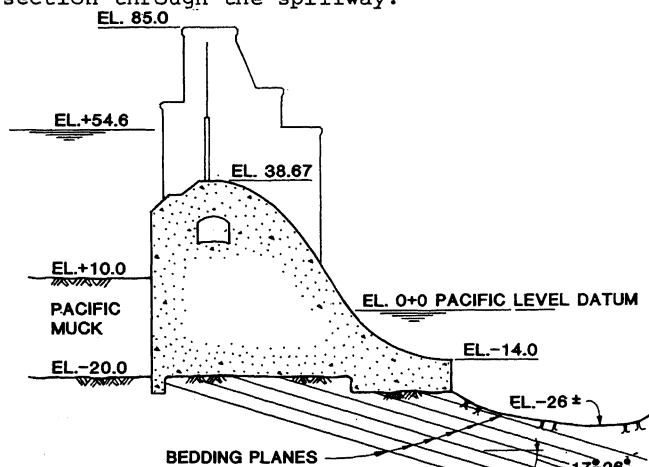 section through the spillway.
EL. 85.0
EL.+54.6
EL. 38.67
EL.+10.0
EL. 0+0 PACIFIC LEVEL DATUM
PACIFIC
MUCK
EL.-14.0
EL.-20.0
EL.-26±
BEDDING PLANES